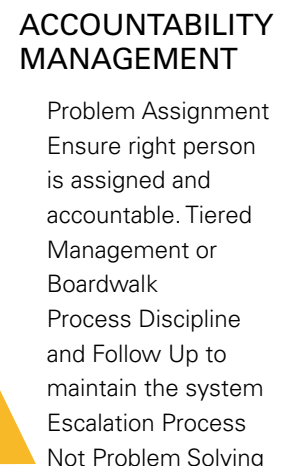 ACCOUNTABILITY
MANAGEMENT
Problem Assignment
Ensure right person
is assigned and
accountable. Tiered
Management or
Boardwalk
Process Discipline
and Follow Up to
maintain the system
Escalation Process
Not Problem Solving